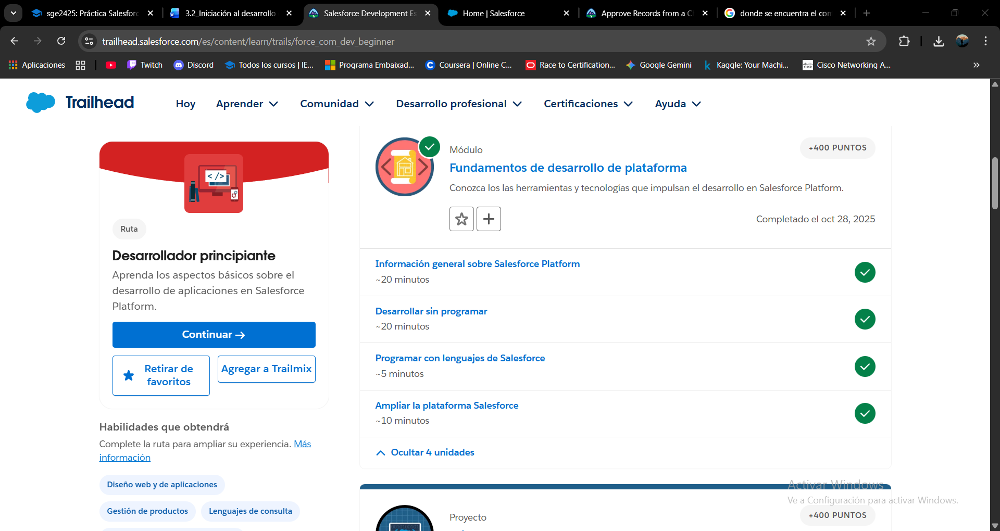 sge2425: Práctica Salesforc
3.2_Iniciación al desarrollo
Salesforce Development Es
Home | Salesforce
Approve Records from a Cl
donde se encuentra el con
trailhead.salesforce.com/es/content/learn/trails/force_com_dev_beginner
Aplicaciones
Twitch
Discord
Todos los cursos | IE...
Programa Embaixad...
Coursera | Online C...
Race to Certification...
Google Gemini
Kaggle: Your Machi...
Cisco Networking A...
Trailhead
Hoy
Aprender
Comunidad
Desarrollo profesional
Certificaciones
Ayuda
</>
Ruta
Desarrollador principiante
Aprenda los aspectos básicos sobre el
desarrollo de aplicaciones en Salesforce
Platform.
Continuar →
Retirar de
favoritos
Agregar a Trailmix
Habilidades que obtendrá
Complete la ruta para ampliar su experiencia. Más
información
Diseño web y de aplicaciones
Gestión de productos
Lenguajes de consulta
Módulo
+400 PUNTOS
Fundamentos de desarrollo de plataforma
Conozca los las herramientas y tecnologías que impulsan el desarrollo en Salesforce Platform.
Completado el oct 28, 2025
Información general sobre Salesforce Platform
~20 minutos
Desarrollar sin programar
~20 minutos
Programar con lenguajes de Salesforce
~5 minutos
Ampliar la plataforma Salesforce
~10 minutos
Ocultar 4 unidades
Activar Windows
Ve a Configuración para activar Windows.
Proyecto
+400 PUNTOS